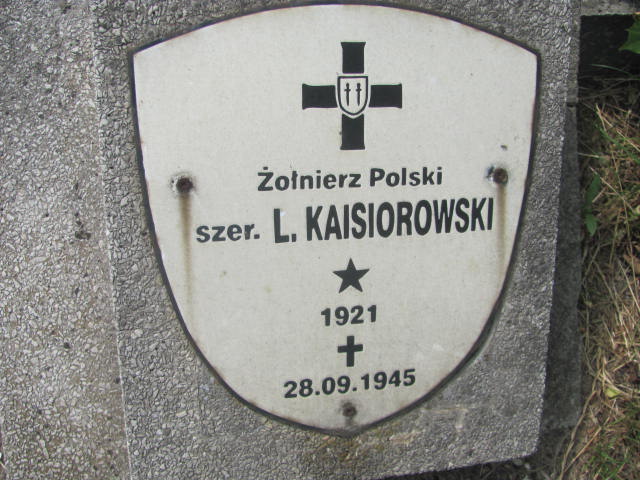 Żołnierz Polski
szer. L. KAISIOROWSKI
1921
28.09.1945